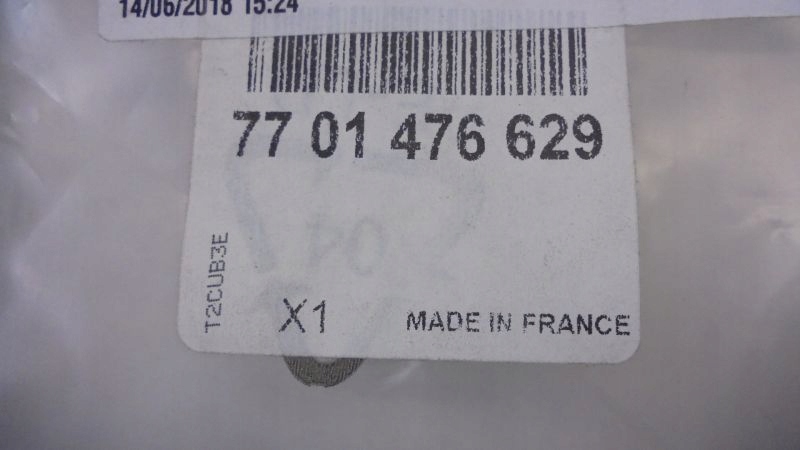 14/06/2018 15:24
77 01 476 629
T2CUB3E
X1
MADE IN FRANCE